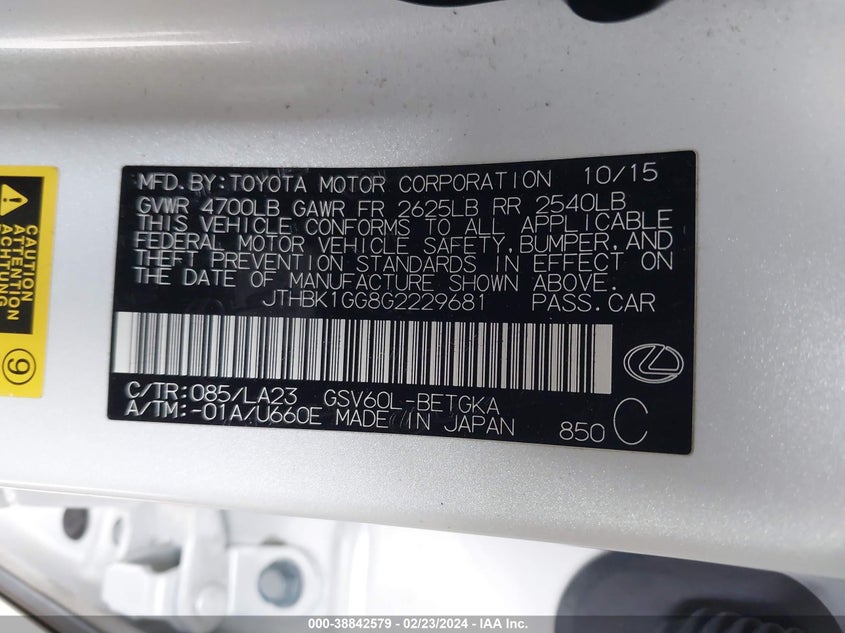 MFD. BY: TOYOTA MOTOR CORPORATION 10/15
GVWR 4700LB GAWR FR 2625LB RR 2540LB
THIS VEHICLE CONFORMS TO ALL APPLICABLE
FEDERAL MOTOR VEHICLE SAFETY, BUMPER, AND
THEFT PREVENTION STANDARDS IN EFFECT ON
THE DATE OF MANUFACTURE SHOWN ABOVE.
JTHBK1GG8G2229681 PASS. CAR
C/TR: 085/LA23 GSV60L-BETGKA
A/TM: -01A/U660E MADE IN JAPAN 850 C
CAUTION
ATTENTION
ACHTUNG
9
000-38842579 - 02/23/2024 - IAA Inc.